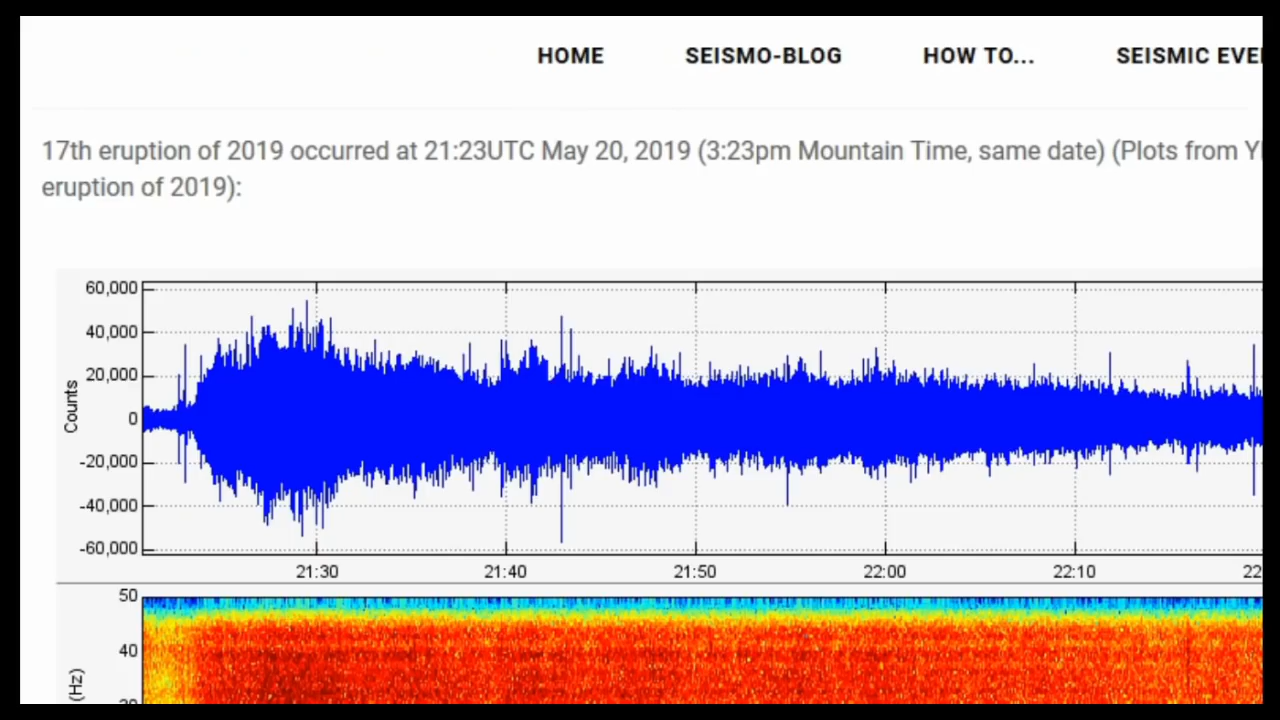 HOME SEISMO-BLOG HOW TO... SEISMIC
17th eruption of 2019 occurred at 21:23UTC May 20, 2019 (3:23pm Mountain Time, same date) (Plots from
eruption of 2019):
60,000
40,000
20,000
0
-20,000
-40,000
-60,000
Counts
21:30 21:40 21:50 22:00 22:10 22
50
40
(Hz)